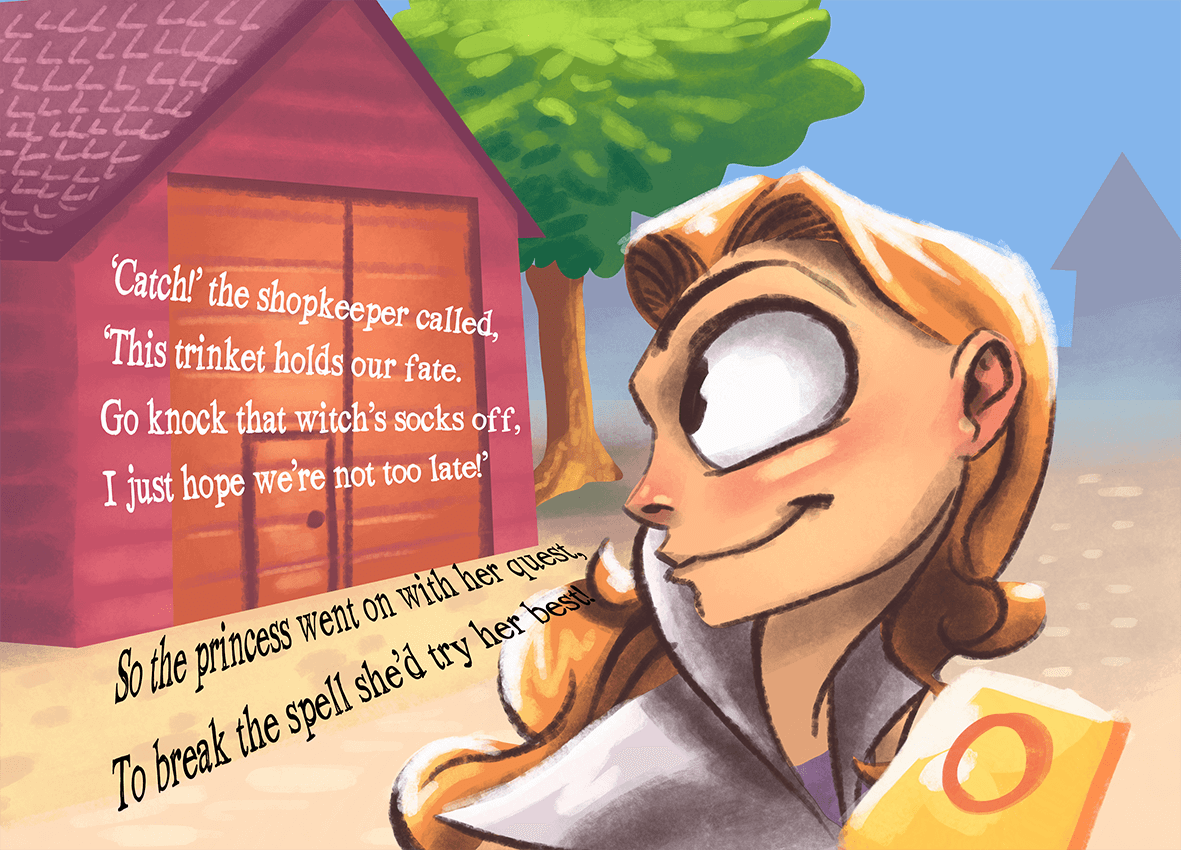 ‘Catch!’ the shopkeeper called,
‘This trinket holds our fate.
Go knock that witch’s socks off,
I just hope we’re not too late!’
So the princess went on with her quest,
To break the spell she’d try her best!
O